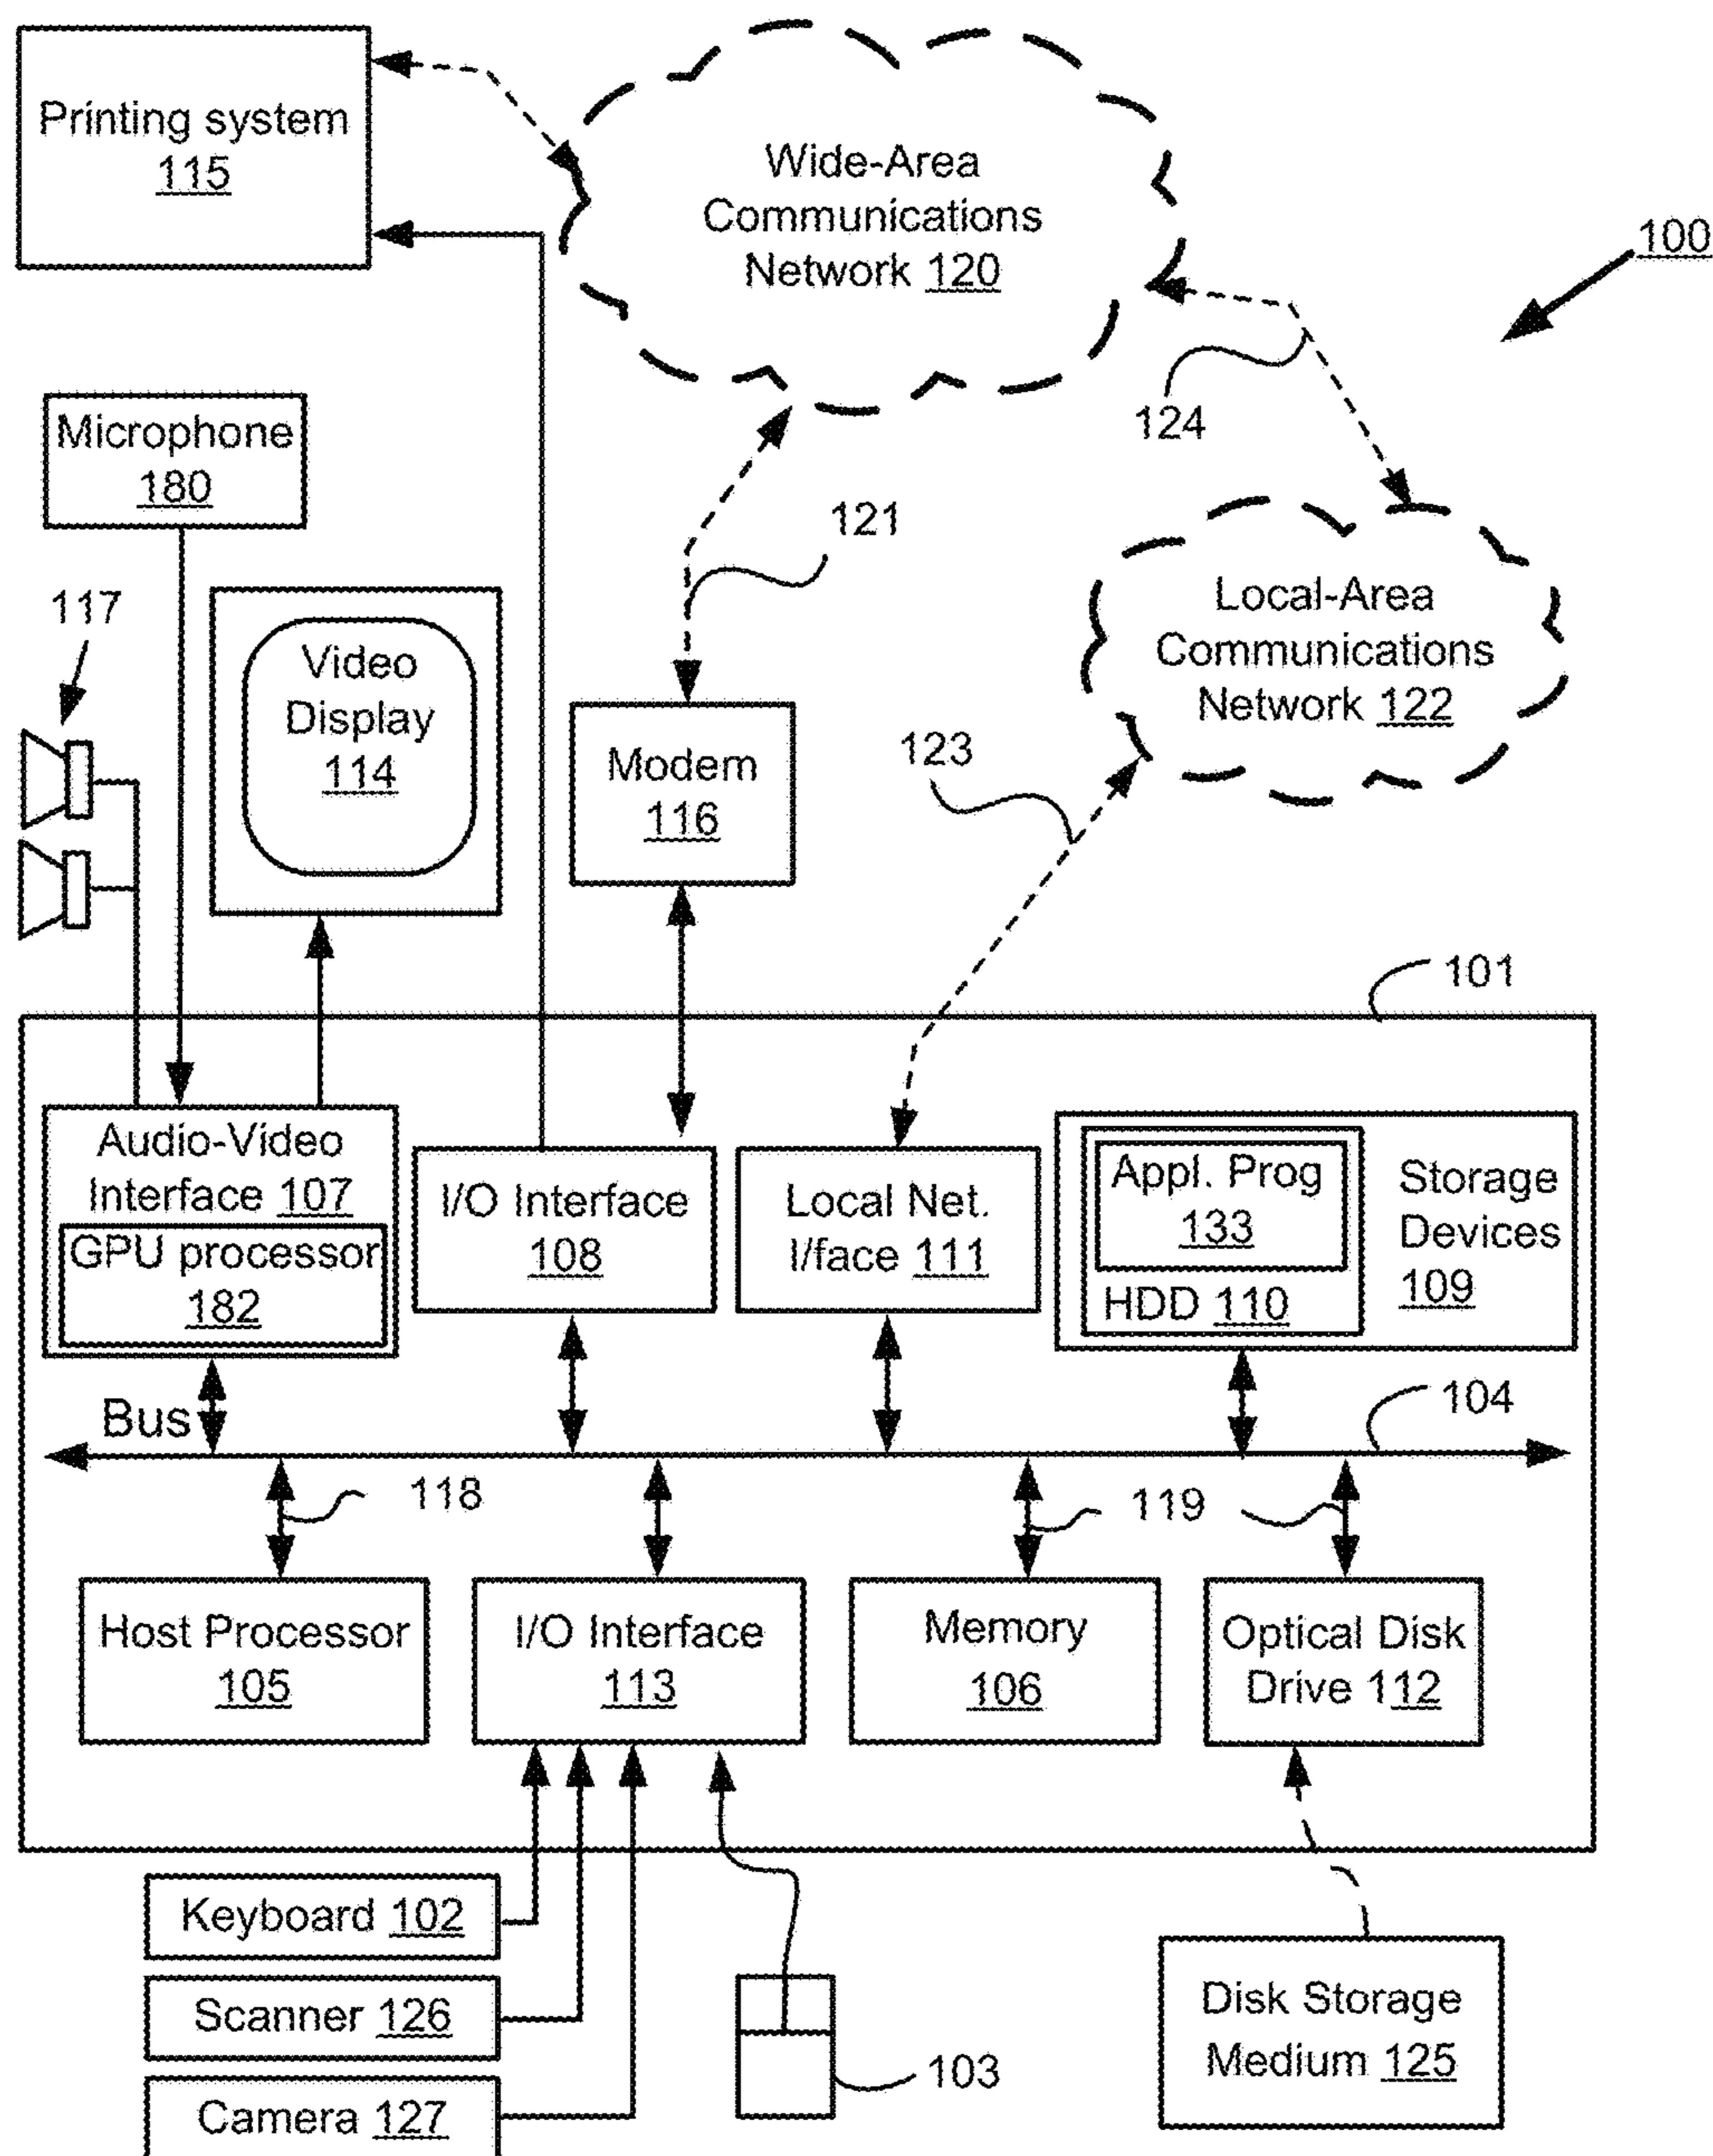 Printing system
115
Wide-Area
Communications
Network 120
100
124
Microphone
180
121
117
Video
Display
114
Local-Area
Communications
Network 122
123
Modem
116
101
Audio-Video
Interface 107
GPU processor
182
I/O Interface
108
Local Net.
I/face 111
Appl. Prog
133
HDD 110
Storage
Devices
109
Bus
104
118
119
Host Processor
105
I/O Interface
113
Memory
106
Optical Disk
Drive 112
Keyboard 102
Scanner 126
Camera 127
103
Disk Storage
Medium 125